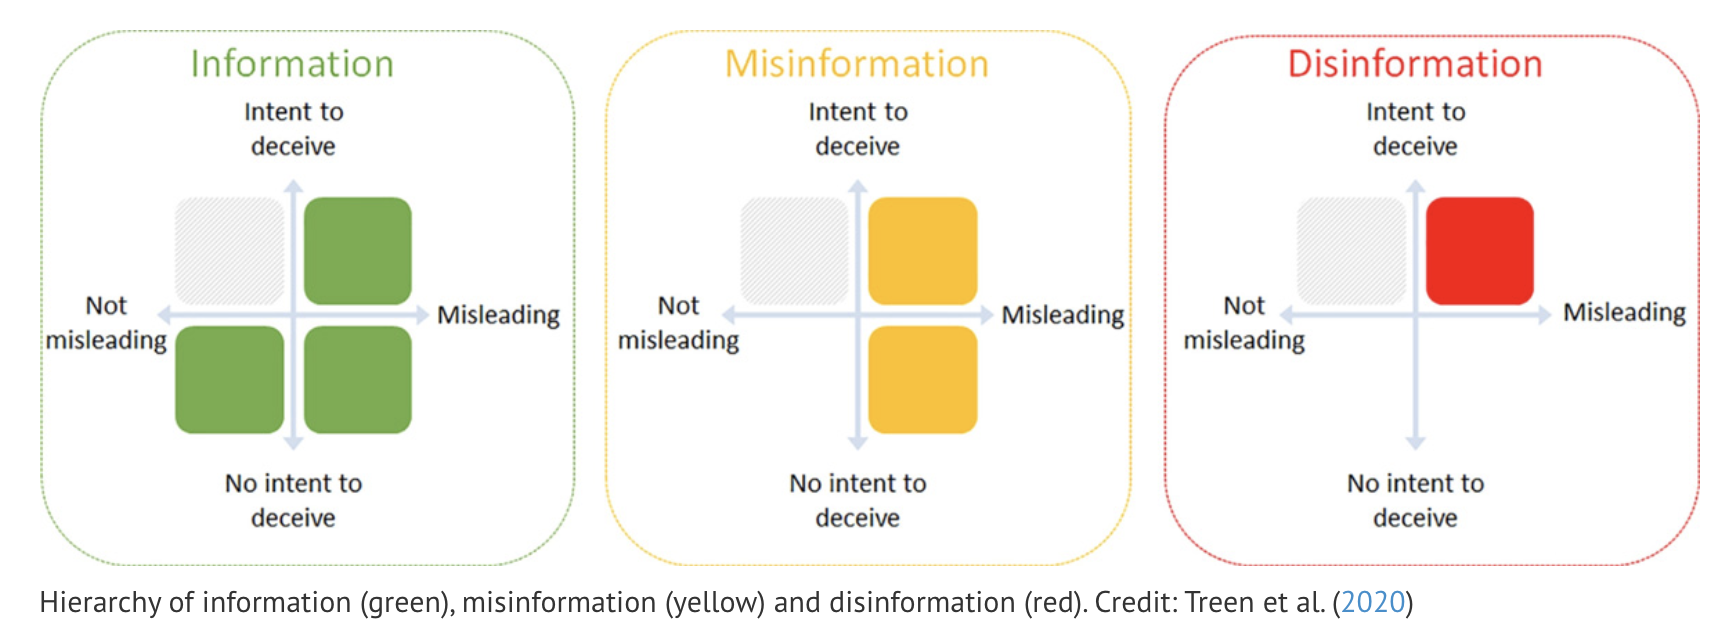 Information
Intent to
deceive
Not
misleading
Misleading
No intent to
deceive
Misinformation
Intent to
deceive
Not
misleading
Misleading
No intent to
deceive
Disinformation
Intent to
deceive
Not
misleading
Misleading
No intent to
deceive
Hierarchy of information (green), misinformation (yellow) and disinformation (red). Credit: Treen et al. (2020)